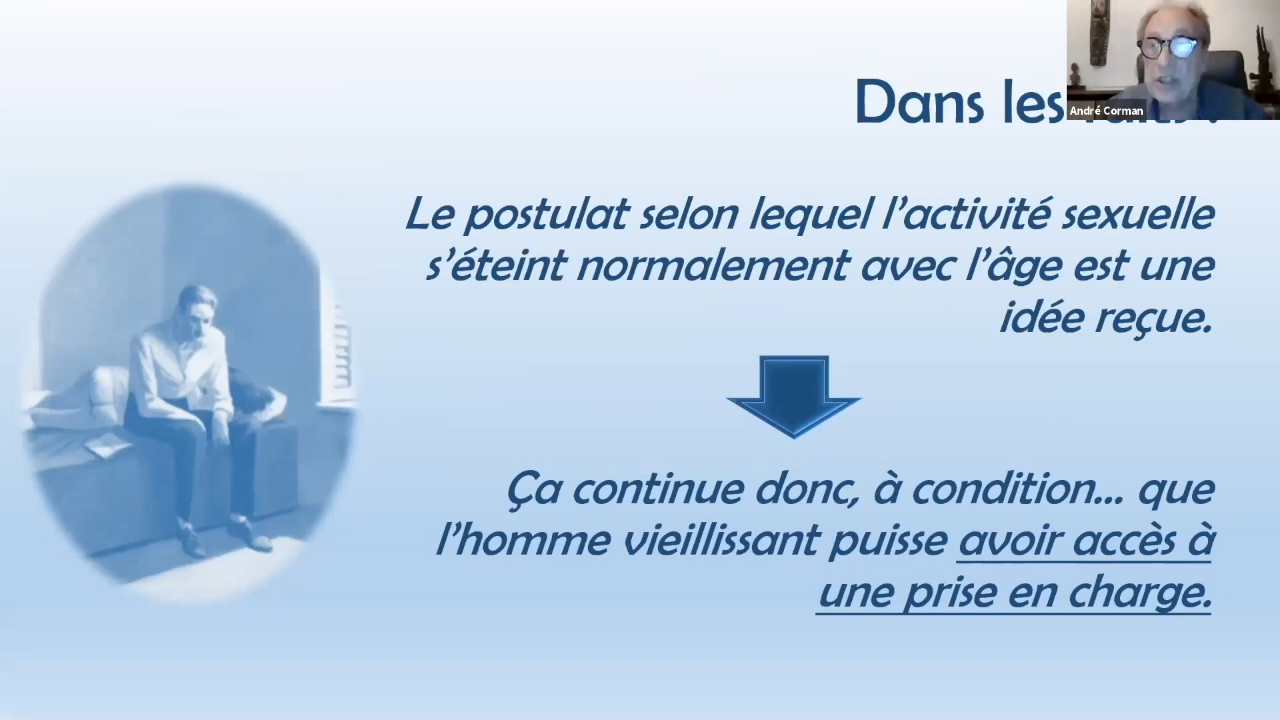 Dans les
André Corman
Le postulat selon lequel l'activité sexuelle
s'éteint normalement avec l'âge est une
idée reçue.
Ça continue donc, à condition... que
l'homme vieillissant puisse avoir accès à
une prise en charge.